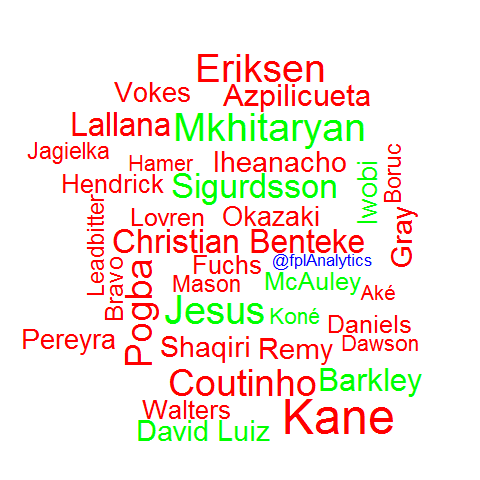 Eriksen
Vokes
Azpilicueta
Lallana
Mkhitaryan
Jagielka
Hamer
Iheanacho
Boruc
Hendrick
Sigurdsson
Iwobi
Leadbitter
Lovren
Okazaki
Gray
Christian Benteke
Bravo
Fuchs
@fplAnalytics
Pogba
Mason
McAuley
Aké
Jesus
Koné
Daniels
Pereyra
Shaqiri
Remy
Dawson
Coutinho
Barkley
Walters
Kane
David Luiz